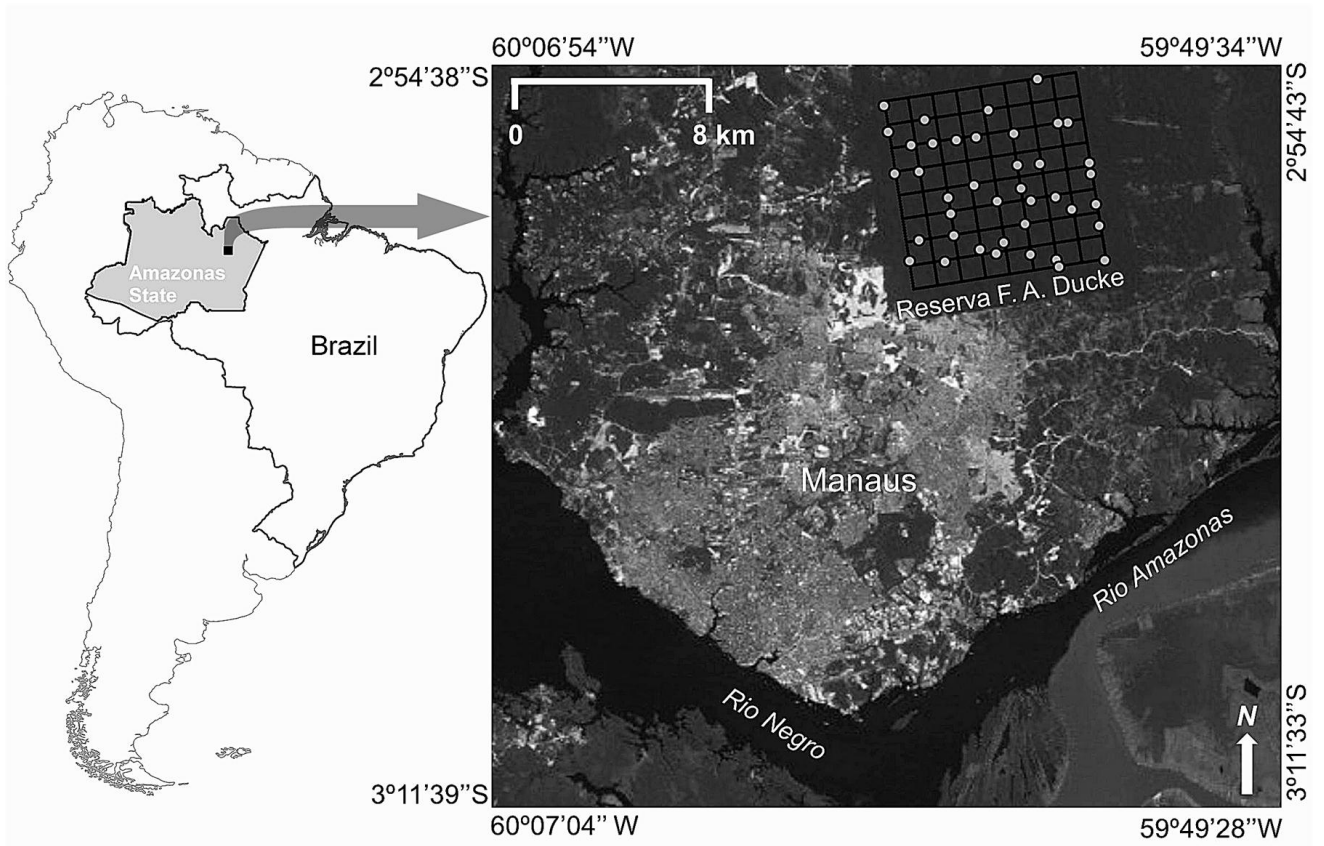 60º06’54’’W
59º49’34’’W
2º54’38’’S
2º54’43’’S
0
8 km
Reserva F. A. Ducke
Amazonas
State
Brazil
Manaus
Rio Amazonas
Rio Negro
N
3º11’33’’S
3º11’39’’S
60º07’04’’ W
59º49’28’’W